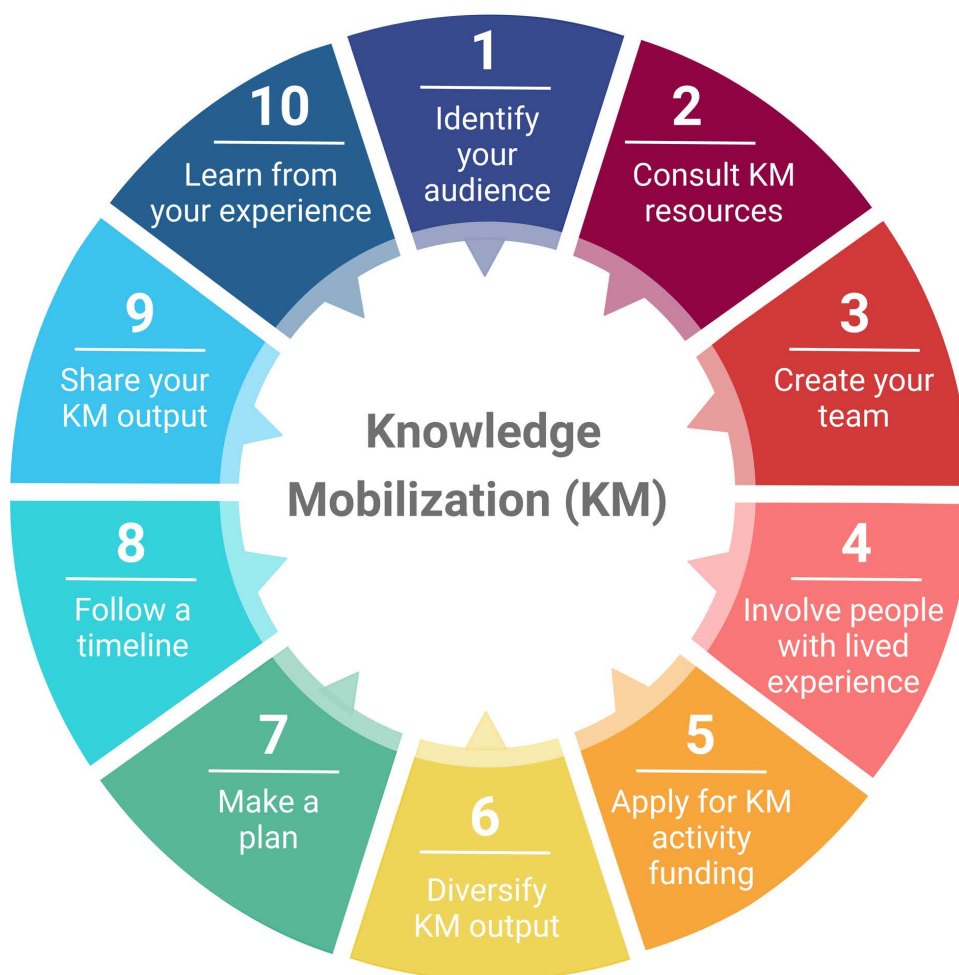 1
Identify
your
audience
2
Consult KM
resources
3
Create your
team
4
Involve people
with lived
experience
5
Apply for KM
activity
funding
6
Diversify
KM output
7
Make a
plan
8
Follow a
timeline
9
Share your
KM output
10
Learn from
your experience
Knowledge
Mobilization (KM)